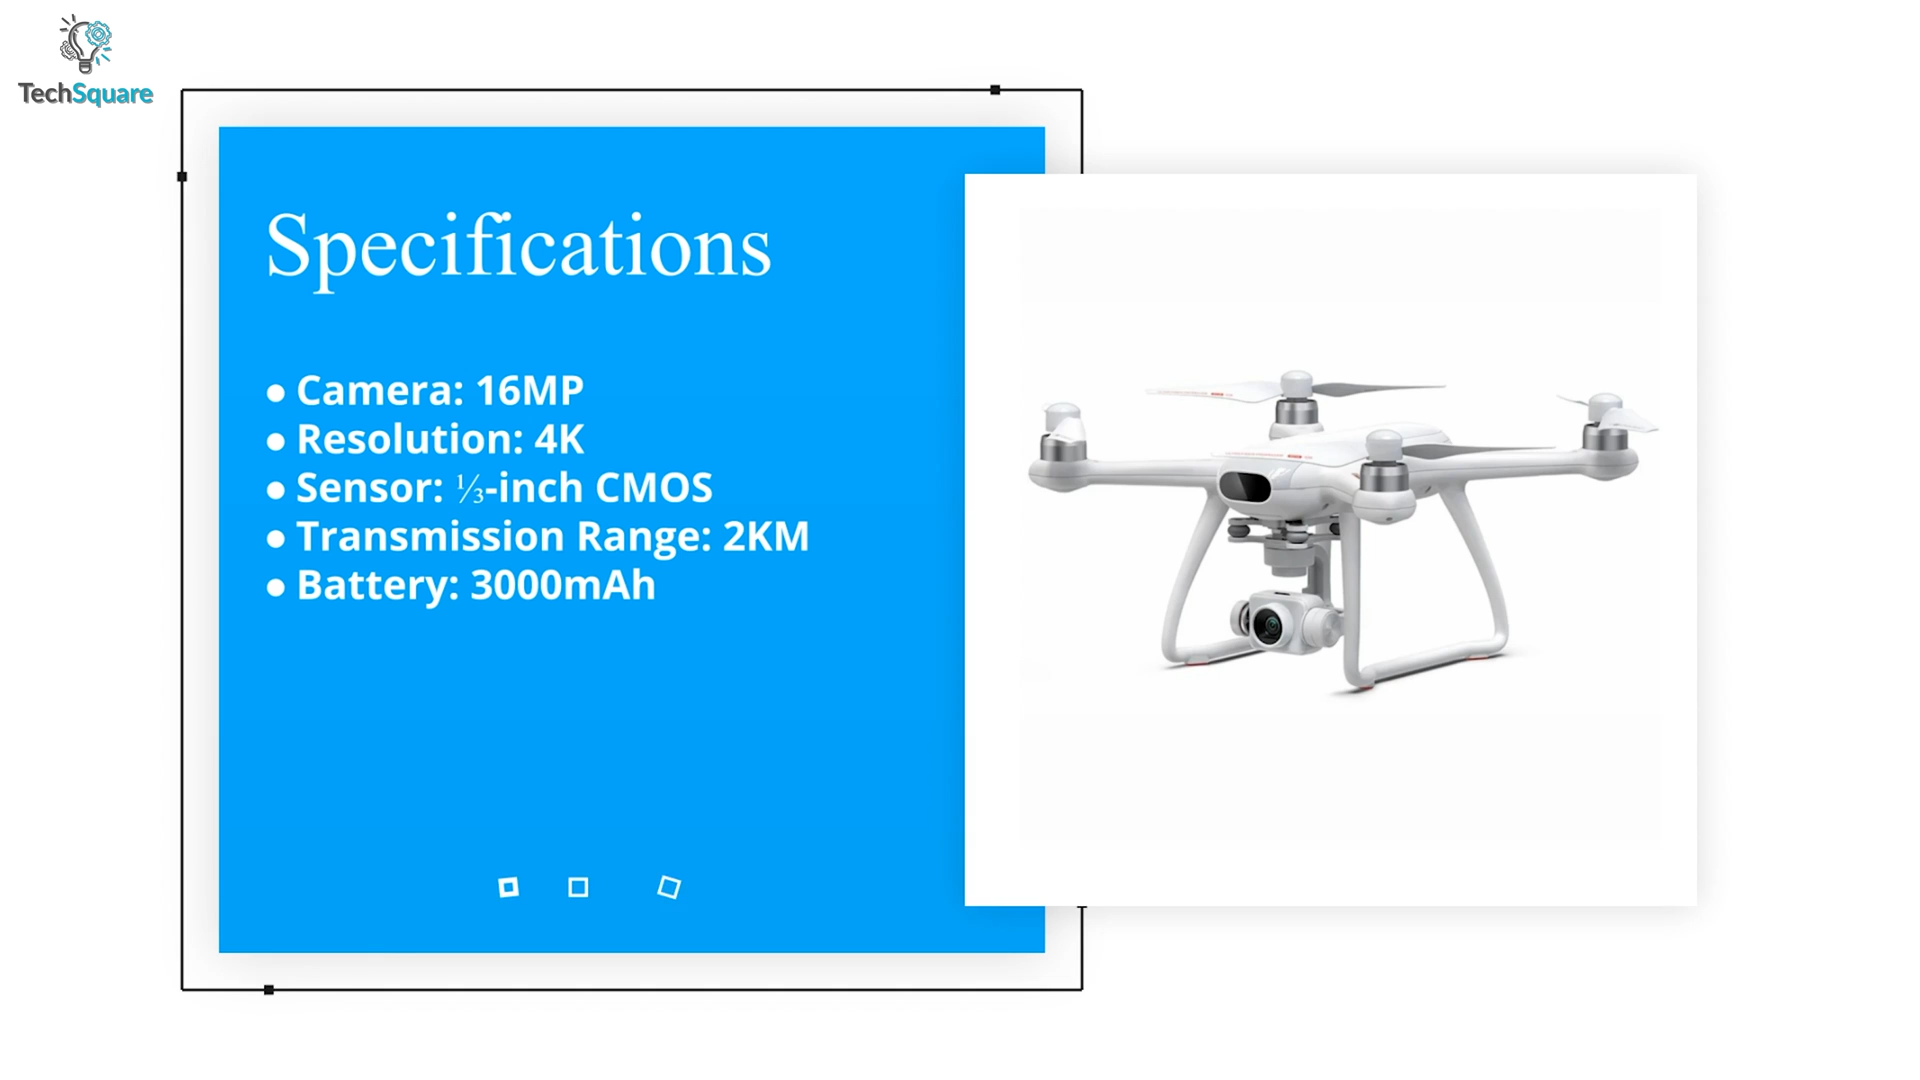 TechSquare
Specifications
● Camera: 16MP
● Resolution: 4K
● Sensor: ⅓-inch CMOS
● Transmission Range: 2KM
● Battery: 3000mAh